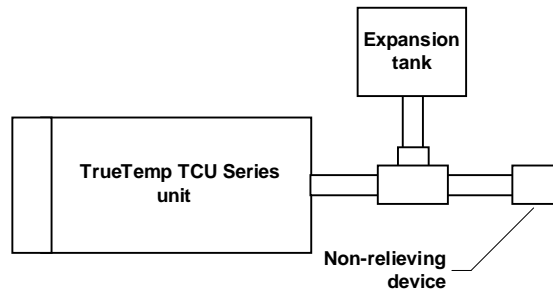 Expansion
tank
TrueTemp TCU Series
unit
Non-relieving
device